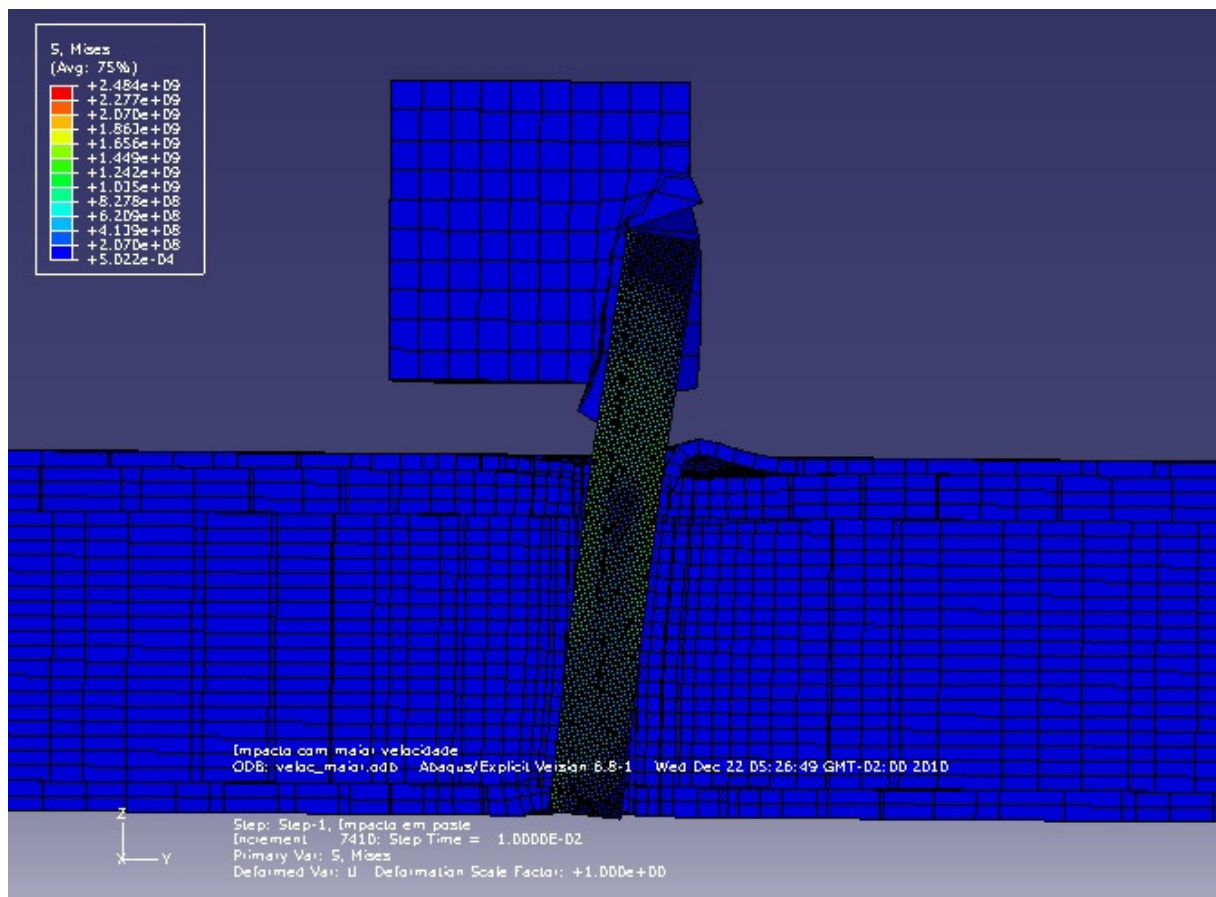 S, Mises
(Avg: 75%)
+2.484e+09
+2.277e+09
+2.070e+09
+1.863e+09
+1.656e+09
+1.449e+09
+1.242e+09
+1.035e+09
+8.278e+08
+6.209e+08
+4.139e+08
+2.070e+08
+5.022e-04
Impacto com maior velocidade
ODB: veloc_maior.odb Abaqus/Explicit Version 6.8-1 Wed Dec 22 05:26:49 GMT-02:00 2010
Z
X Y
Step: Step-1, Impacto em poste
Increment 7410: Step Time = 1.0000E-02
Primary Var: S, Mises
Deformed Var: U Deformation Scale Factor: +1.000e+00